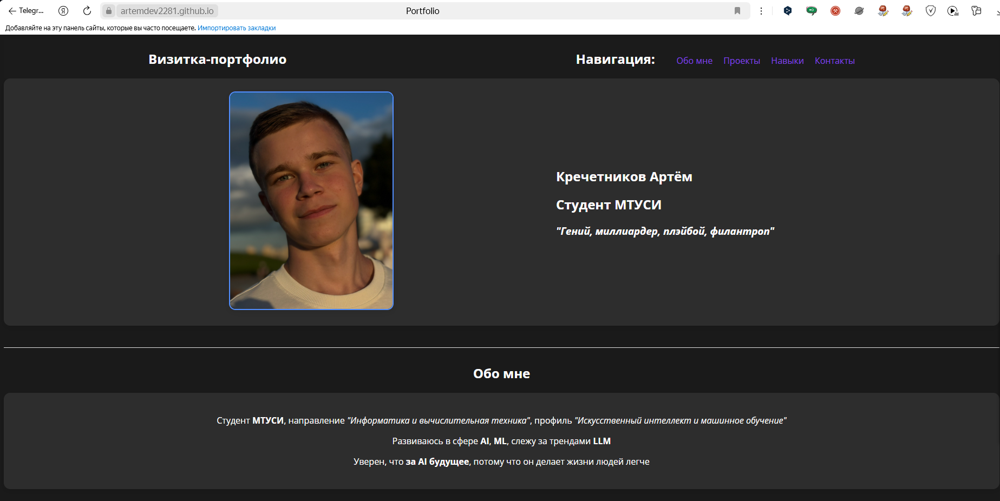 Telegr...
artemdev2281.github.io
Portfolio
Добавляйте на эту панель сайты, которые вы часто посещаете. Импортировать закладки
Визитка-портфолио
Навигация: Обо мне Проекты Навыки Контакты
Кречетников Артём
Студент МТУСИ
"Гений, миллиардер, плэйбой, филантроп"
Обо мне
Студент МТУСИ, направление "Информатика и вычислительная техника", профиль "Искусственный интеллект и машинное обучение"
Развиваюсь в сфере AI, ML, слежу за трендами LLM
Уверен, что за AI будущее, потому что он делает жизни людей легче